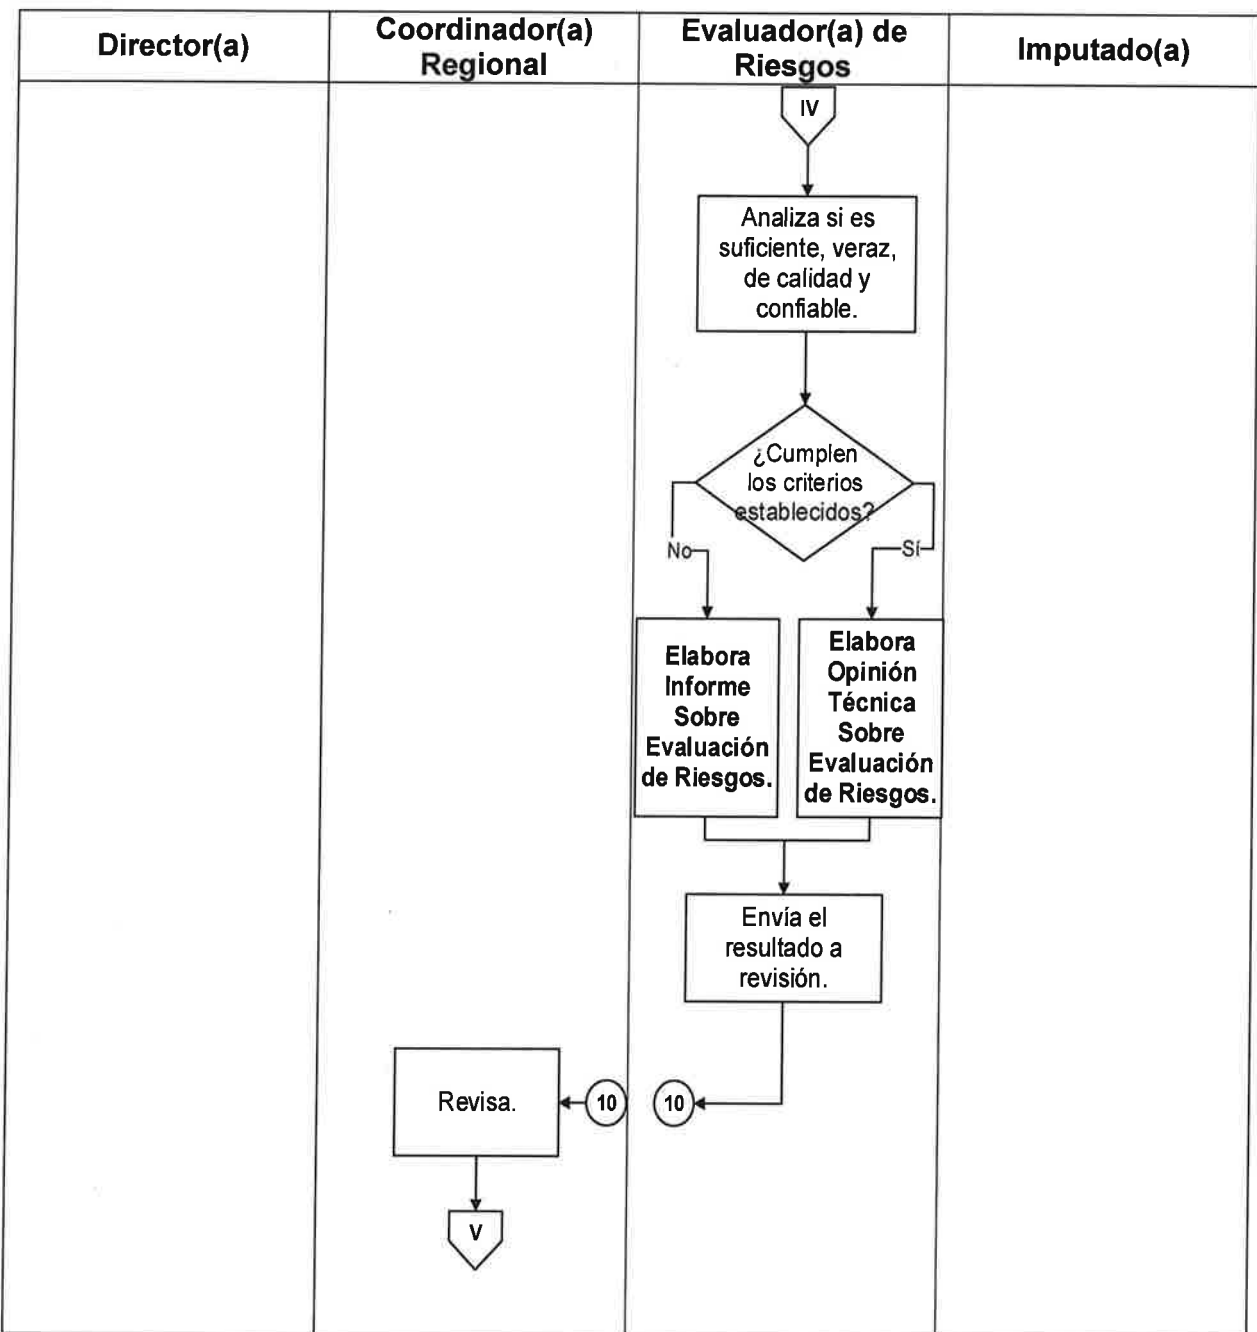 Director(a)
Coordinador(a)
Regional
Evaluador(a) de
Riesgos
Imputado(a)
IV
Analiza si es
suficiente, veraz,
de calidad y
confiable.
¿Cumplen
los criterios
establecidos?
No
Sí
Elabora
Informe
Sobre
Evaluación
de Riesgos.
Elabora
Opinión
Técnica
Sobre
Evaluación
de Riesgos.
Envía el
resultado a
revisión.
Revisa.
10
10
V